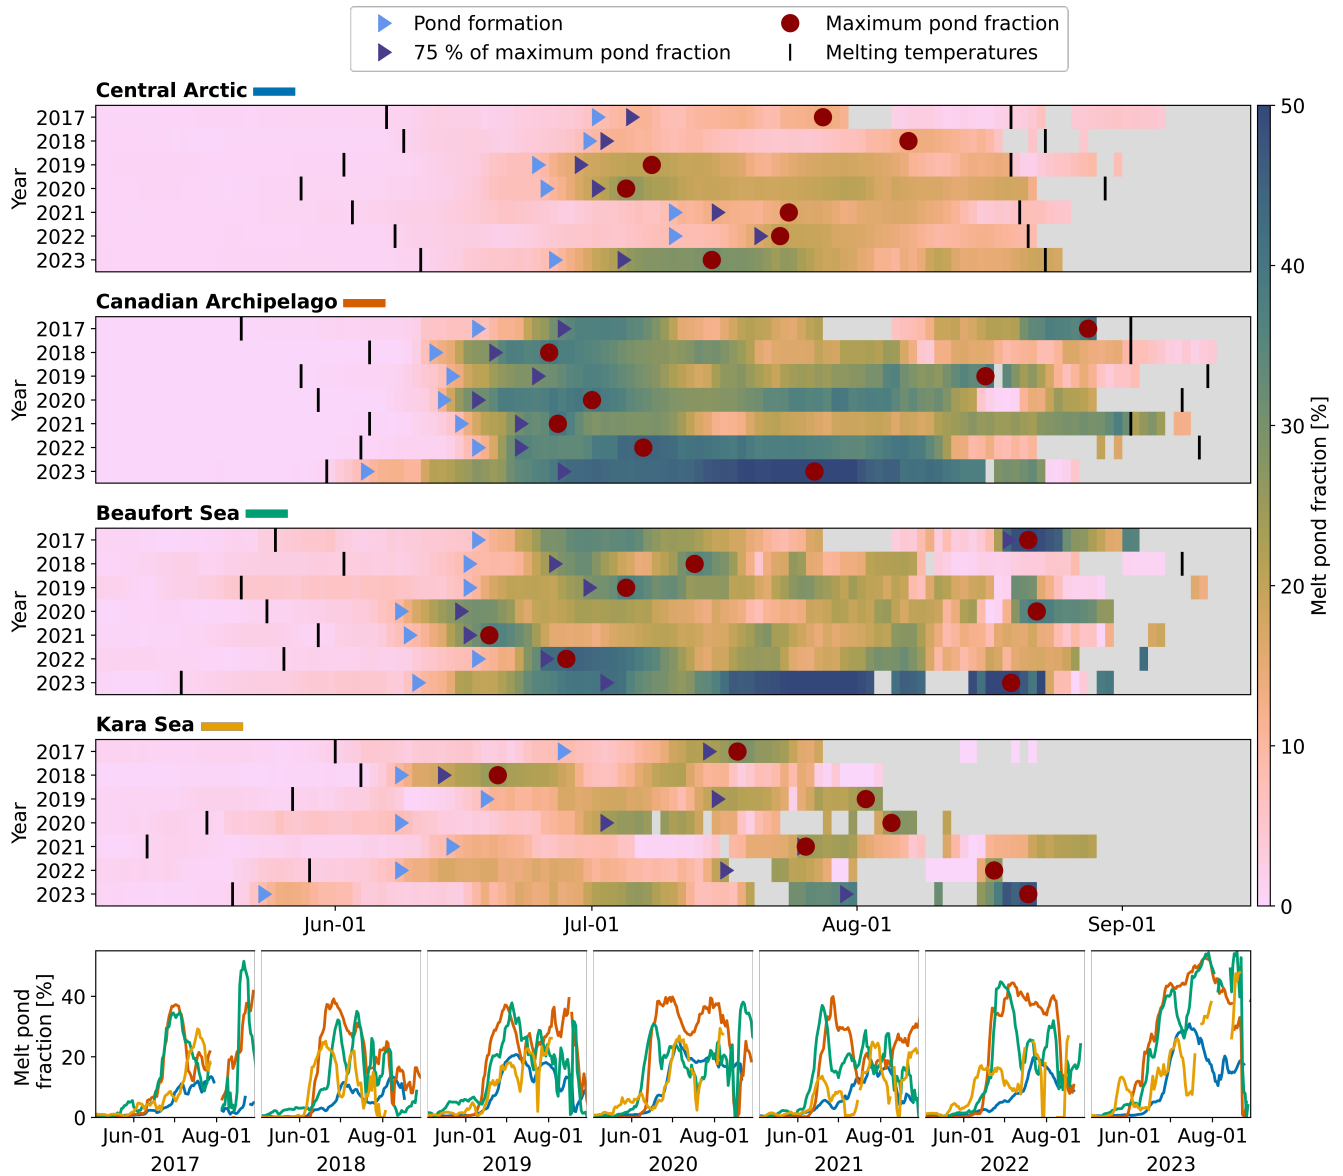 Pond formation
Maximum pond fraction
75 % of maximum pond fraction
Melting temperatures
Central Arctic
Year
2017
2018
2019
2020
2021
2022
2023
Canadian Archipelago
Year
2017
2018
2019
2020
2021
2022
2023
Beaufort Sea
Year
2017
2018
2019
2020
2021
2022
2023
Kara Sea
Year
2017
2018
2019
2020
2021
2022
2023
Jun-01 Jul-01 Aug-01 Sep-01
50
40
30
20
10
0
Melt pond fraction [%]
Melt pond
fraction [%]
40
20
0
Jun-01 Aug-01 Jun-01 Aug-01 Jun-01 Aug-01 Jun-01 Aug-01 Jun-01 Aug-01 Jun-01 Aug-01 Jun-01 Aug-01
2017 2018 2019 2020 2021 2022 2023